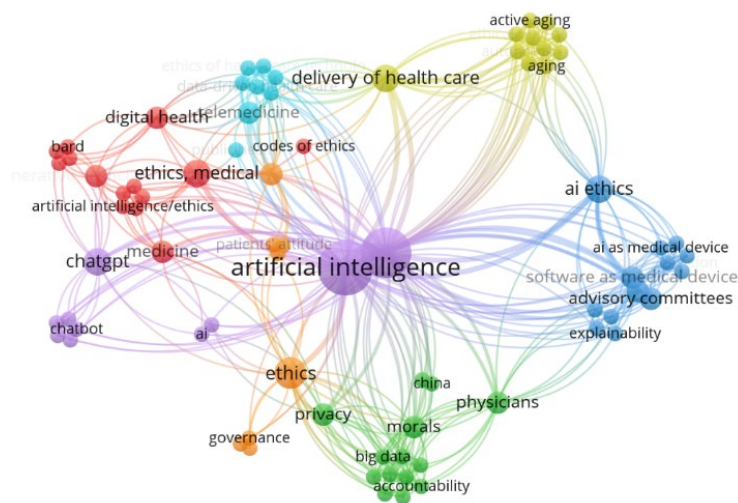 active aging
aging
delivery of health care
telemedicine
digital health
codes of ethics
bard
ethics, medical
ai ethics
artificial intelligence/ethics
patients' attitude
medicine
ai as medical device
chatgpt
artificial intelligence
software as medical device
advisory committees
chatbot
ai
explainability
ethics
china
physicians
privacy
morals
governance
big data
accountability